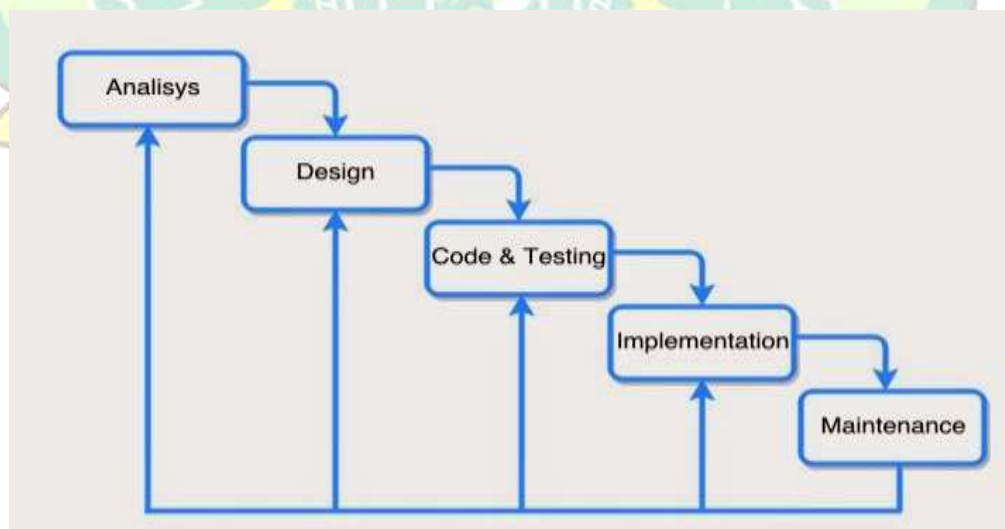 Analisys
Design
Code & Testing
Implementation
Maintenance